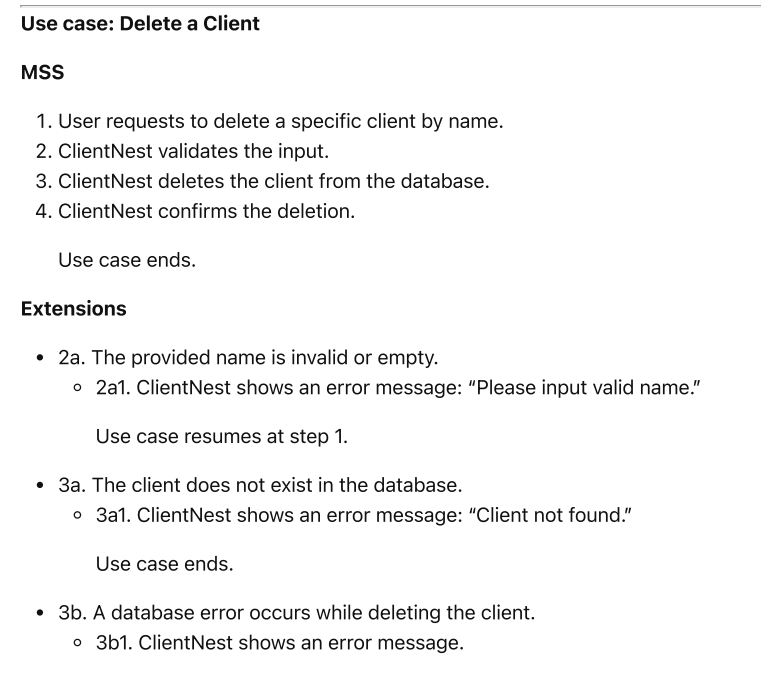 Use case: Delete a Client
MSS
1. User requests to delete a specific client by name.
2. ClientNest validates the input.
3. ClientNest deletes the client from the database.
4. ClientNest confirms the deletion.
Use case ends.
Extensions
• 2a. The provided name is invalid or empty.
◦ 2a1. ClientNest shows an error message: “Please input valid name.”
Use case resumes at step 1.
• 3a. The client does not exist in the database.
◦ 3a1. ClientNest shows an error message: “Client not found.”
Use case ends.
• 3b. A database error occurs while deleting the client.
◦ 3b1. ClientNest shows an error message.